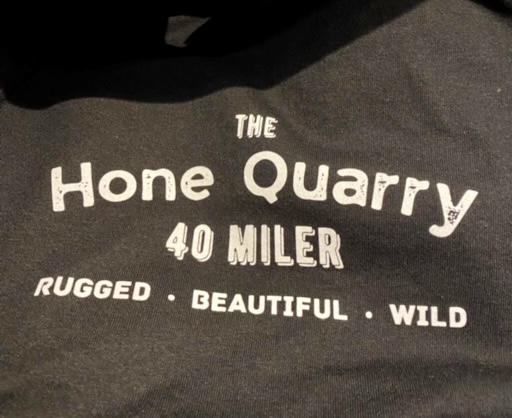 THE
Hone Quarry
40 MILER
RUGGED • BEAUTIFUL • WILD